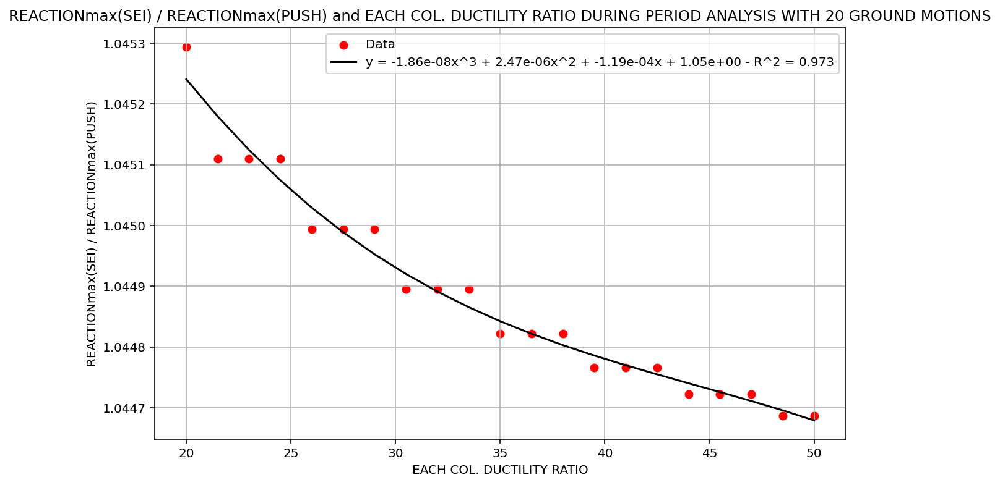 REACTIONmax(SEI) / REACTIONmax(PUSH) and EACH COL. DUCTILITY RATIO DURING PERIOD ANALYSIS WITH 20 GROUND MOTIONS
Data
y = -1.86e-08x^3 + 2.47e-06x^2 + -1.19e-04x + 1.05e+00 - R^2 = 0.973
REACTIONmax(SEI) / REACTIONmax(PUSH)
1.0453
1.0452
1.0451
1.0450
1.0449
1.0448
1.0447
20 25 30 35 40 45 50
EACH COL. DUCTILITY RATIO